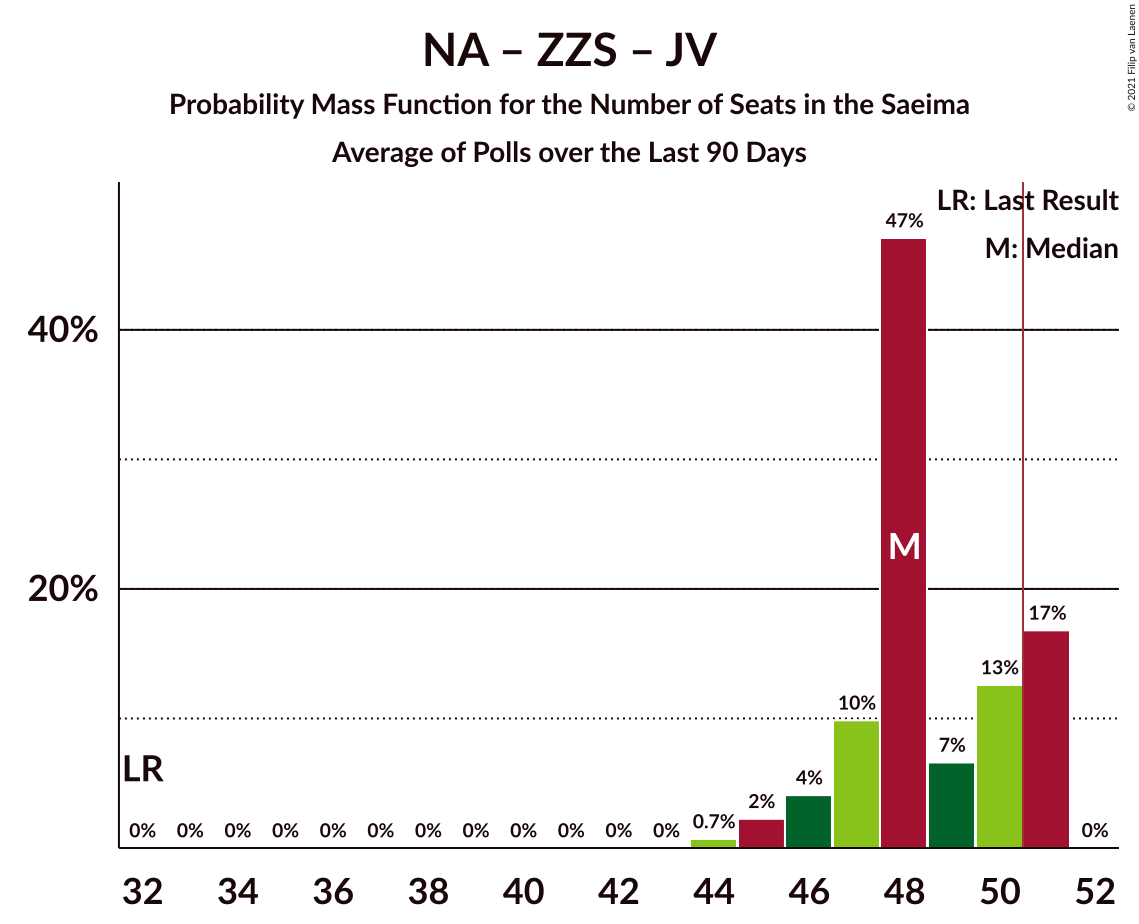 NA – ZZS – JV
Probability Mass Function for the Number of Seats in the Saeima
Average of Polls over the Last 90 Days
© 2021 Filip van Laenen
LR: Last Result
M: Median
47%
40%
M
20%
17%
13%
10%
7%
LR
4%
2%
0% 0% 0% 0% 0% 0% 0% 0% 0% 0% 0% 0% 0.7% 0%
32 34 36 38 40 42 44 46 48 50 52